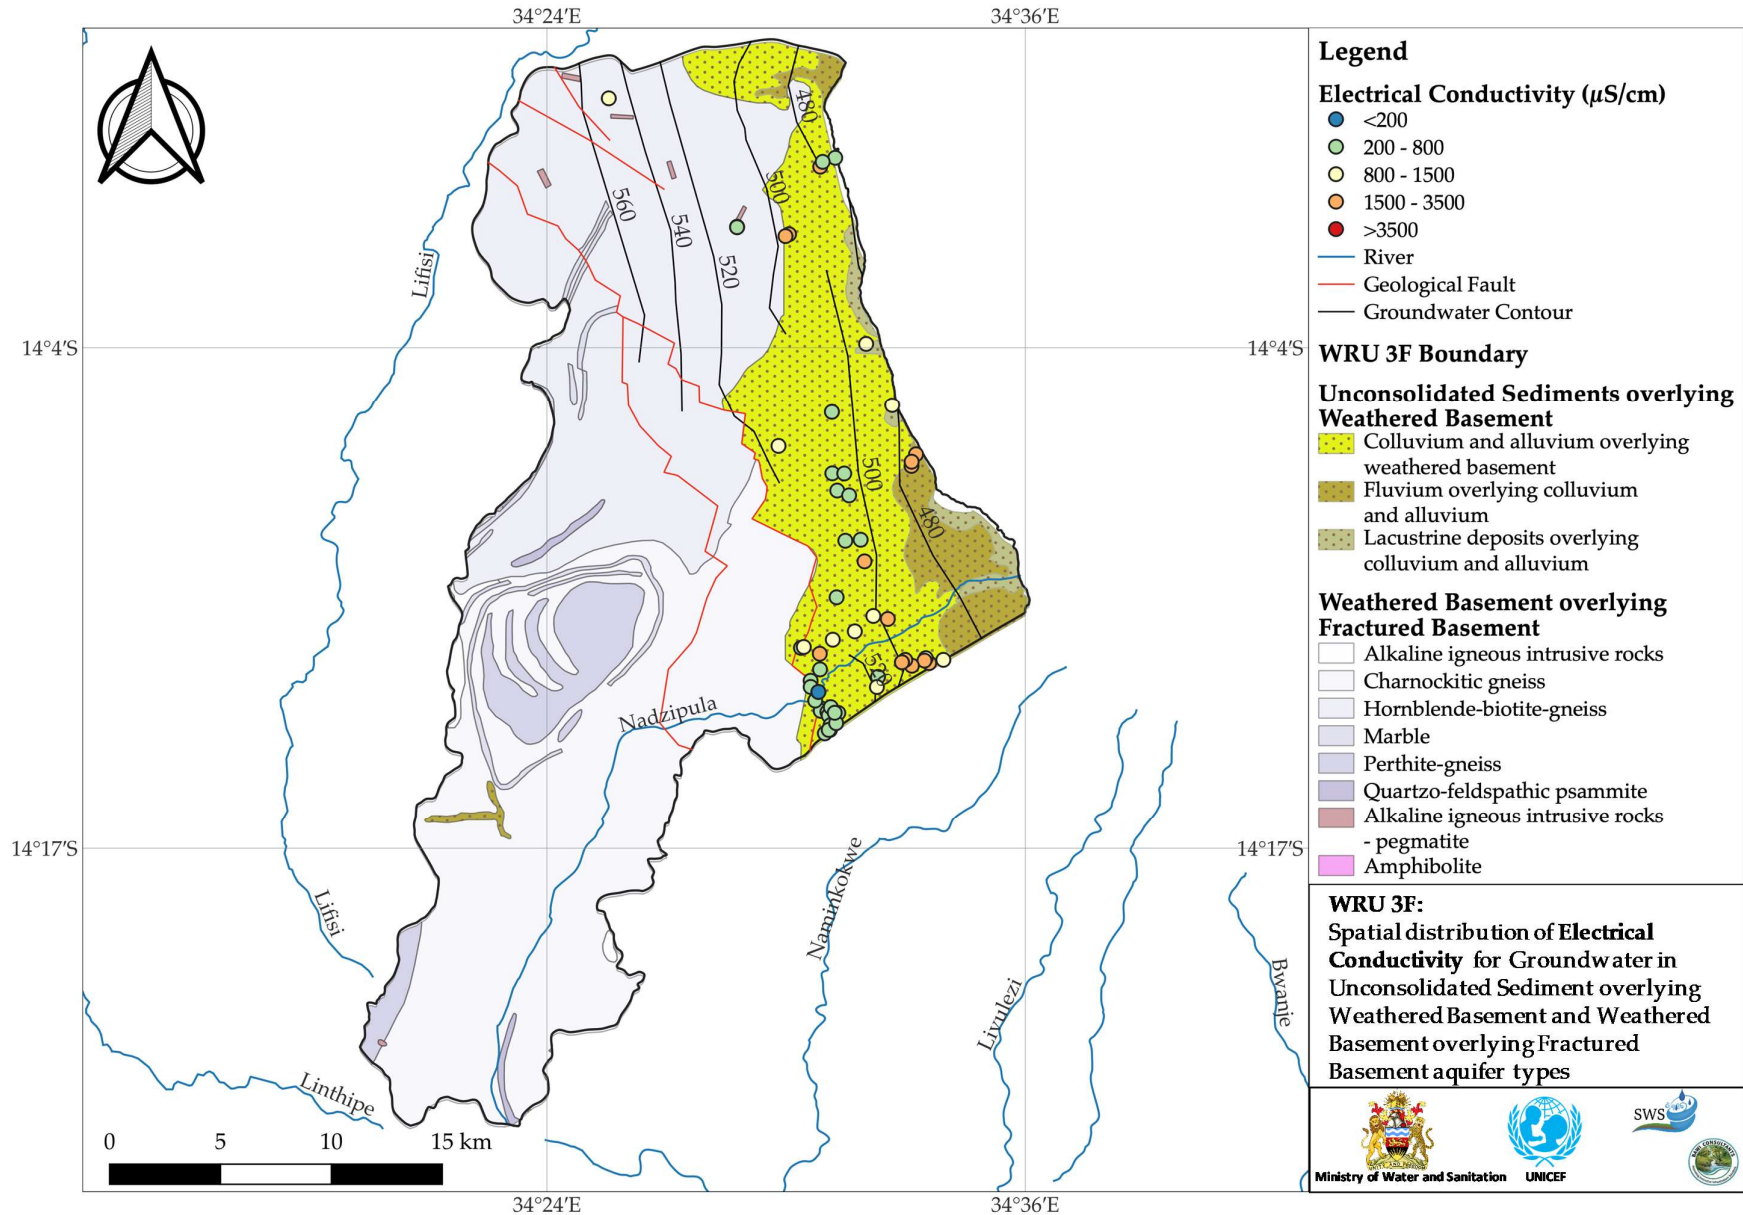 34°24′E
34°36′E
14°4′S
14°4′S
14°17′S
14°17′S
34°24′E
34°36′E
480
500
560
540
520
500
480
520
Lifisi
Nadzipula
Lifisi
Naminkokwe
Livulezi
Bwanje
Linthipe
0 5 10 15 km
Legend
Electrical Conductivity (µS/cm)
<200
200 - 800
800 - 1500
1500 - 3500
>3500
River
Geological Fault
Groundwater Contour
WRU 3F Boundary
Unconsolidated Sediments overlying
Weathered Basement
Colluvium and alluvium overlying
weathered basement
Fluvium overlying colluvium
and alluvium
Lacustrine deposits overlying
colluvium and alluvium
Weathered Basement overlying
Fractured Basement
Alkaline igneous intrusive rocks
Charnockitic gneiss
Hornblende-biotite-gneiss
Marble
Perthite-gneiss
Quartzo-feldspathic psammite
Alkaline igneous intrusive rocks
- pegmatite
Amphibolite
WRU 3F:
Spatial distribution of Electrical
Conductivity for Groundwater in
Unconsolidated Sediment overlying
Weathered Basement and Weathered
Basement overlying Fractured
Basement aquifer types
SWS
Ministry of Water and Sanitation
UNICEF